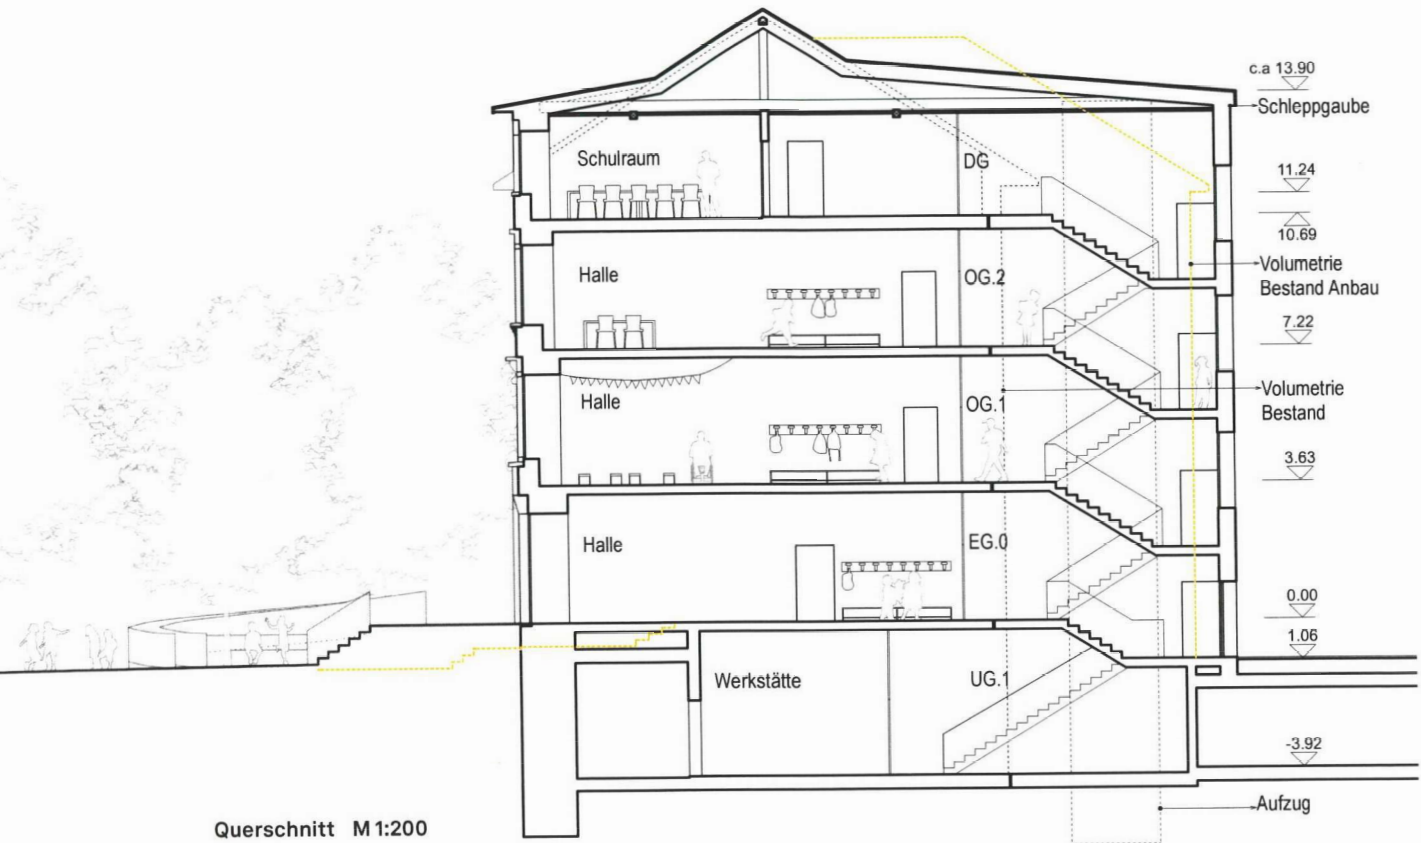 c.a 13.90
Schleppgaube
Schulraum
DG
11.24
10.69
Halle
OG.2
Volumetrie
Bestand Anbau
7.22
Halle
OG.1
Volumetrie
Bestand
3.63
Halle
EG.0
0.00
1.06
Werkstätte
UG.1
-3.92
Aufzug
Querschnitt M 1:200